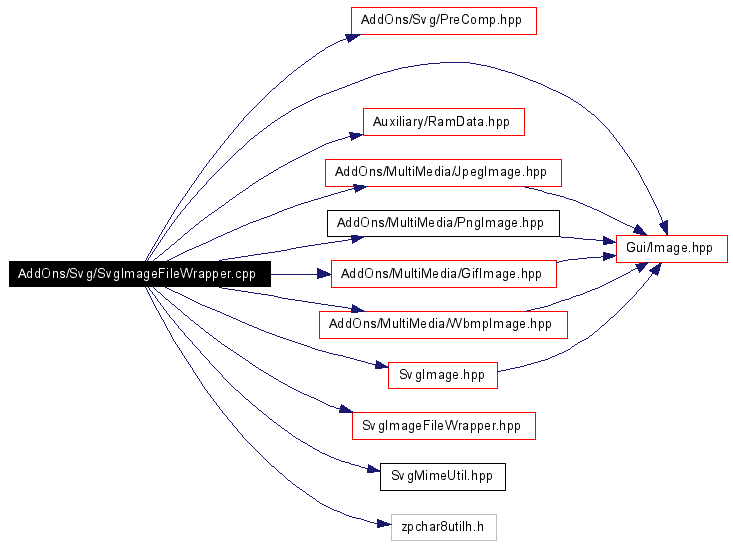 AddOns/Svg/PreComp.hpp
Auxiliary/RamData.hpp
AddOns/MultiMedia/JpegImage.hpp
AddOns/MultiMedia/PngImage.hpp
Gui/Image.hpp
AddOns/Svg/SvgImageFileWrapper.cpp
AddOns/MultiMedia/GifImage.hpp
AddOns/MultiMedia/WbmpImage.hpp
SvgImage.hpp
SvgImageFileWrapper.hpp
SvgMimeUtil.hpp
zpchar8utilh.h